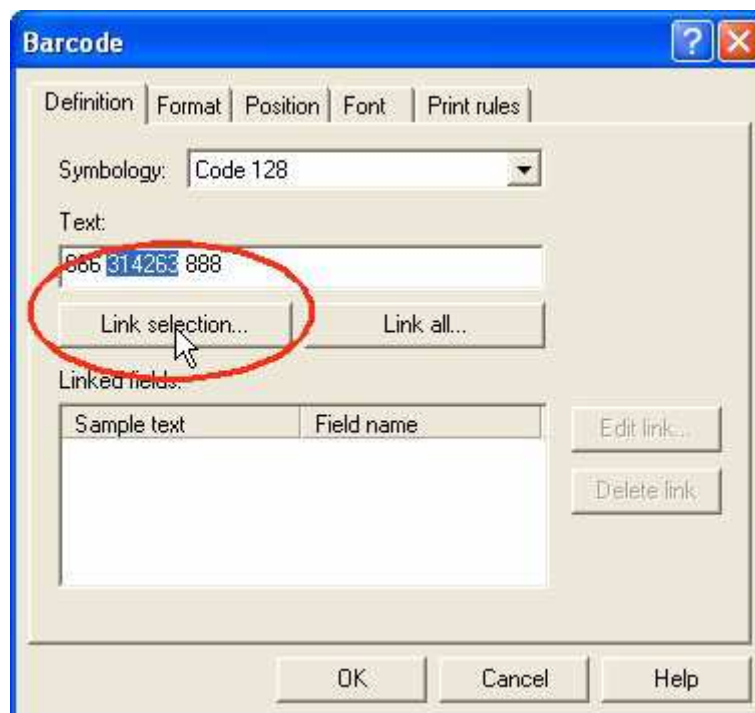 Barcode
Definition Format Position Font Print rules
Symbology: Code 128
Text:
866 314263 888
Link selection... Link all...
Linked fields:
Sample text Field name
Edit link...
Delete link
OK Cancel Help